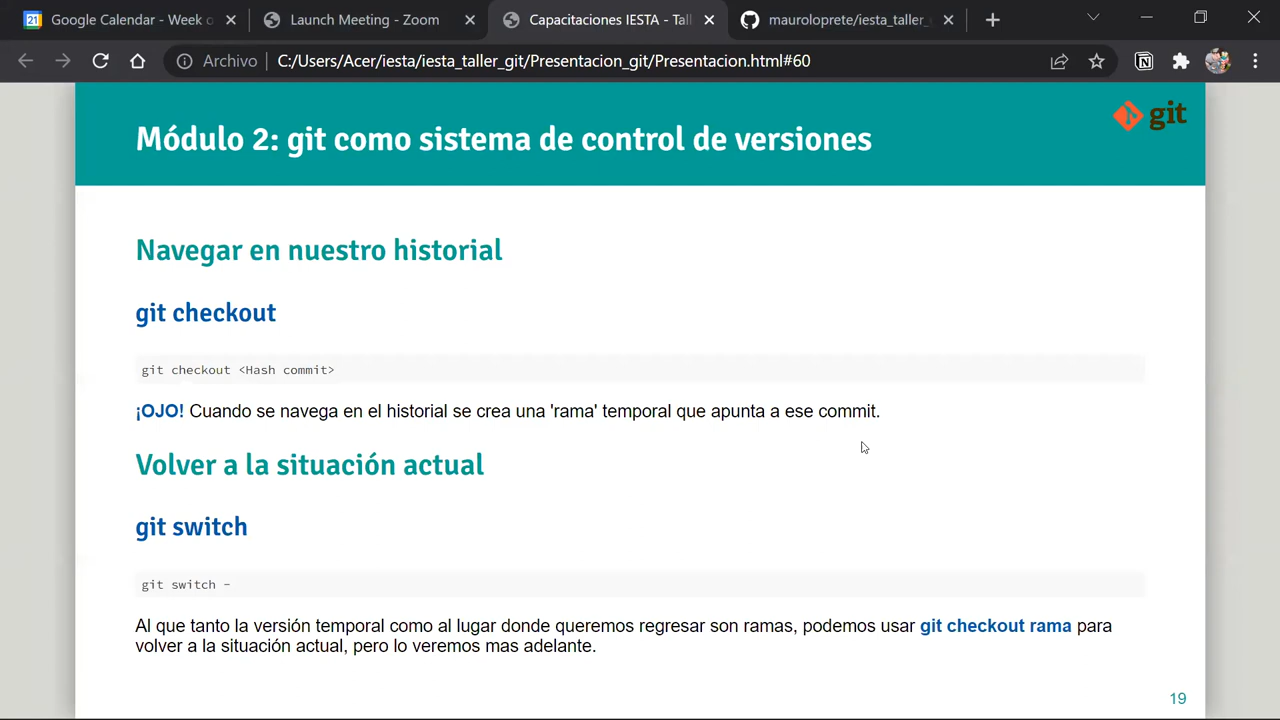 Google Calendar - Week o
Launch Meeting - Zoom
Capacitaciones IESTA - Tall
mauroloprete/iesta_taller_
Archivo
C:/Users/Acer/iesta/iesta_taller_git/Presentacion_git/Presentacion.html#60
Módulo 2: git como sistema de control de versiones
git
Navegar en nuestro historial
git checkout
git checkout <Hash commit>
¡OJO! Cuando se navega en el historial se crea una 'rama' temporal que apunta a ese commit.
Volver a la situación actual
git switch
git switch -
Al que tanto la versión temporal como al lugar donde queremos regresar son ramas, podemos usar git checkout rama para
volver a la situación actual, pero lo veremos mas adelante.
19